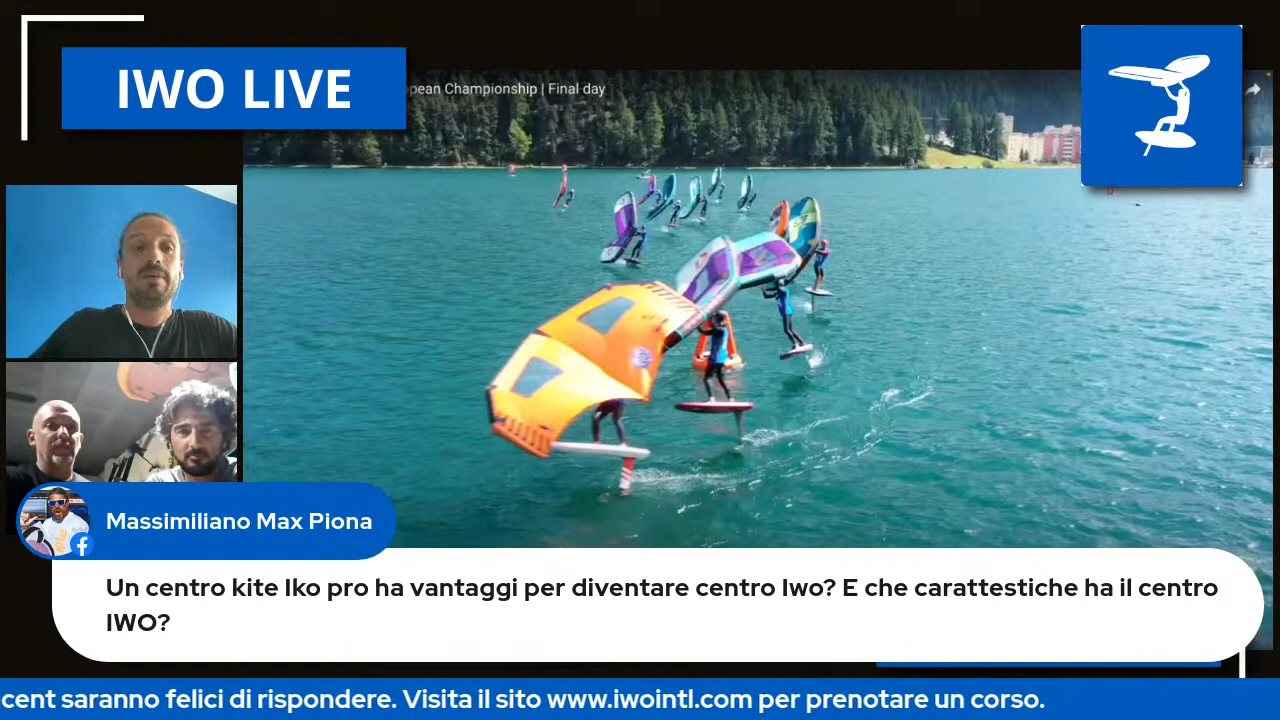 IWO LIVE
opean Championship | Final day
Massimiliano Max Piona
Un centro kite Iko pro ha vantaggi per diventare centro Iwo? E che carattestiche ha il centro
IWO?
cent saranno felici di rispondere. Visita il sito www.iwointl.com per prenotare un corso.